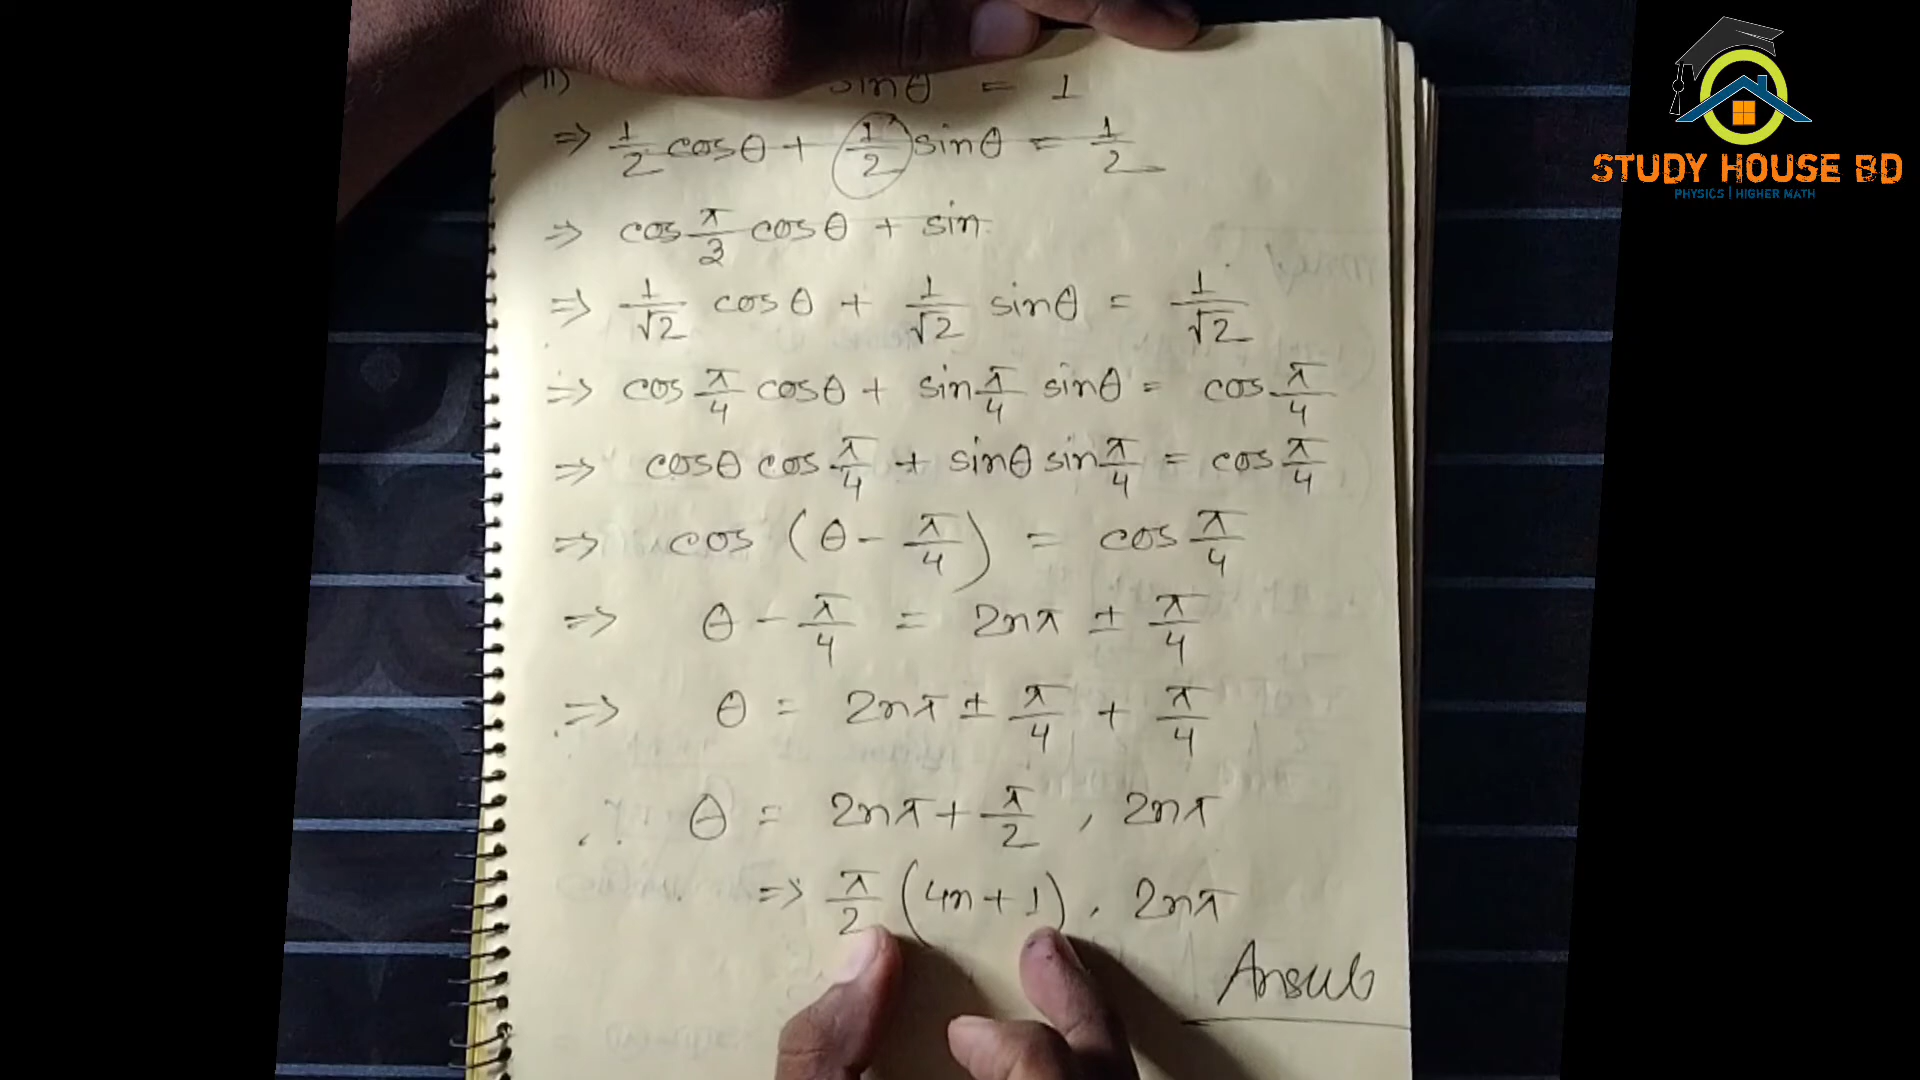 (11) sinθ = 1
⇒ 1/2 cosθ + 1/2 sinθ = 1/2
⇒ cos π/3 cosθ + sin
⇒ 1/√2 cosθ + 1/√2 sinθ = 1/√2
⇒ cos π/4 cosθ + sin π/4 sinθ = cos π/4
⇒ cosθ cos π/4 + sinθ sin π/4 = cos π/4
⇒ cos (θ - π/4) = cos π/4
⇒ θ - π/4 = 2nπ ± π/4
⇒ θ = 2nπ ± π/4 + π/4
∴ θ = 2nπ + π/2 , 2nπ
⇒ π/2 (4n+1), 2nπ
STUDY HOUSE BD
PHYSICS | HIGHER MATH